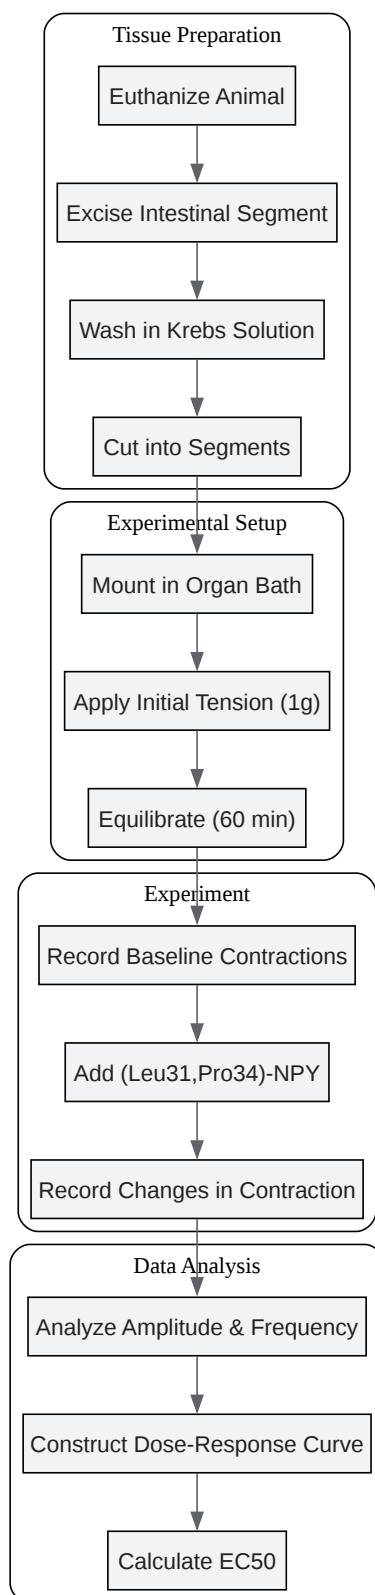 Tissue Preparation
Euthanize Animal
Excise Intestinal Segment
Wash in Krebs Solution
Cut into Segments
Experimental Setup
Mount in Organ Bath
Apply Initial Tension (1g)
Equilibrate (60 min)
Experiment
Record Baseline Contractions
Add (Leu31,Pro34)-NPY
Record Changes in Contraction
Data Analysis
Analyze Amplitude & Frequency
Construct Dose-Response Curve
Calculate EC50